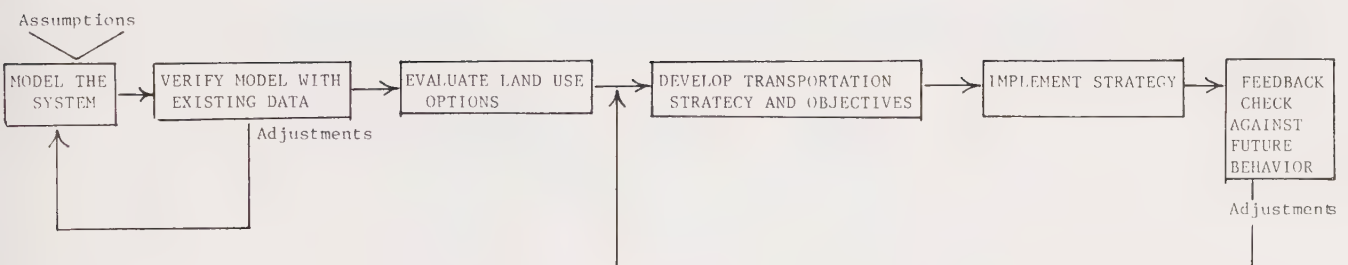 Assumptions
MODEL THE
SYSTEM
VERIFY MODEL WITH
EXISTING DATA
Adjustments
EVALUATE LAND USE
OPTIONS
DEVELOP TRANSPORTATION
STRATECY AND OBJECTIVES
IMPLEMENT STRATEGY
FEEDBACK
CHECK
AGAINST
FUTURE
BEHAVIOR
Adjustments